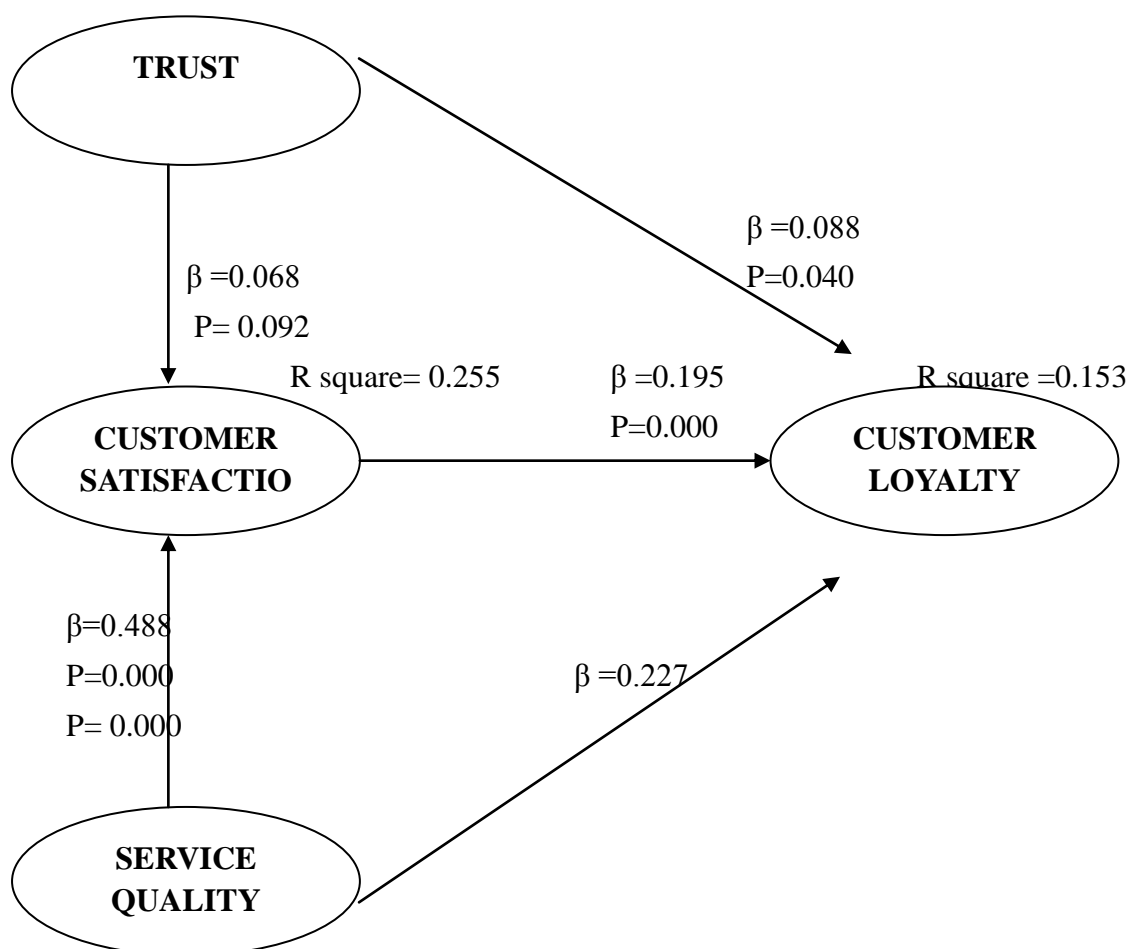 TRUST
β =0.088
P=0.040
β =0.068
P= 0.092
R square= 0.255
β =0.195
P=0.000
R square =0.153
CUSTOMER
SATISFACTIO
CUSTOMER
LOYALTY
β=0.488
P=0.000
P= 0.000
β =0.227
SERVICE
QUALITY